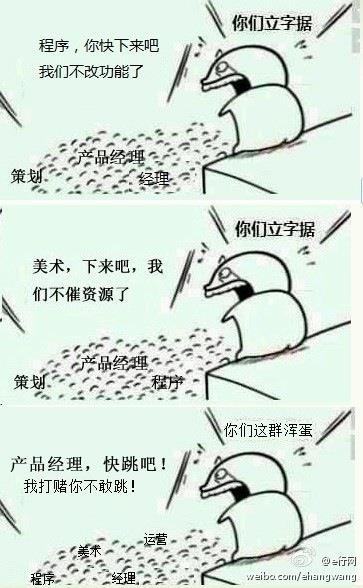 你们立字据
程序，你快下来吧
我们不改功能了
产品经理
策划
经理
你们立字据
美术，下来吧，我
们不催资源了
产品经理
策划
程序
你们这群浑蛋
产品经理，快跳吧！
我打赌你不敢跳！
运营
美术
程序
经理
@e行网
weibo.com/ehangwang